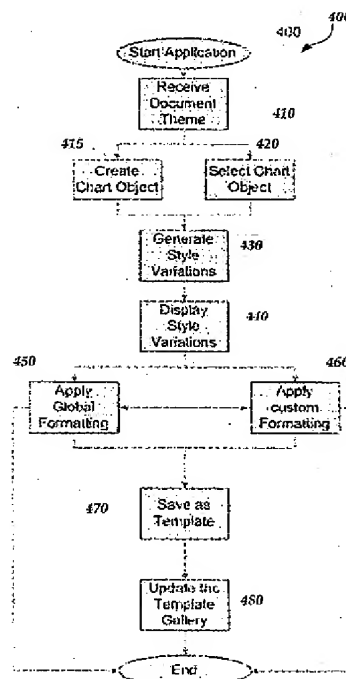 400
400
Start Application
Receive
Document
Theme
410
415
420
Create
Chart Object
Select Chart
Object
Generate
Style
Variations
430
Display
Style
Variations
440
450
460
Apply
Global
Formatting
Apply
custom
Formatting
470
Save as
Template
Update the
Template
Gallery
480
End